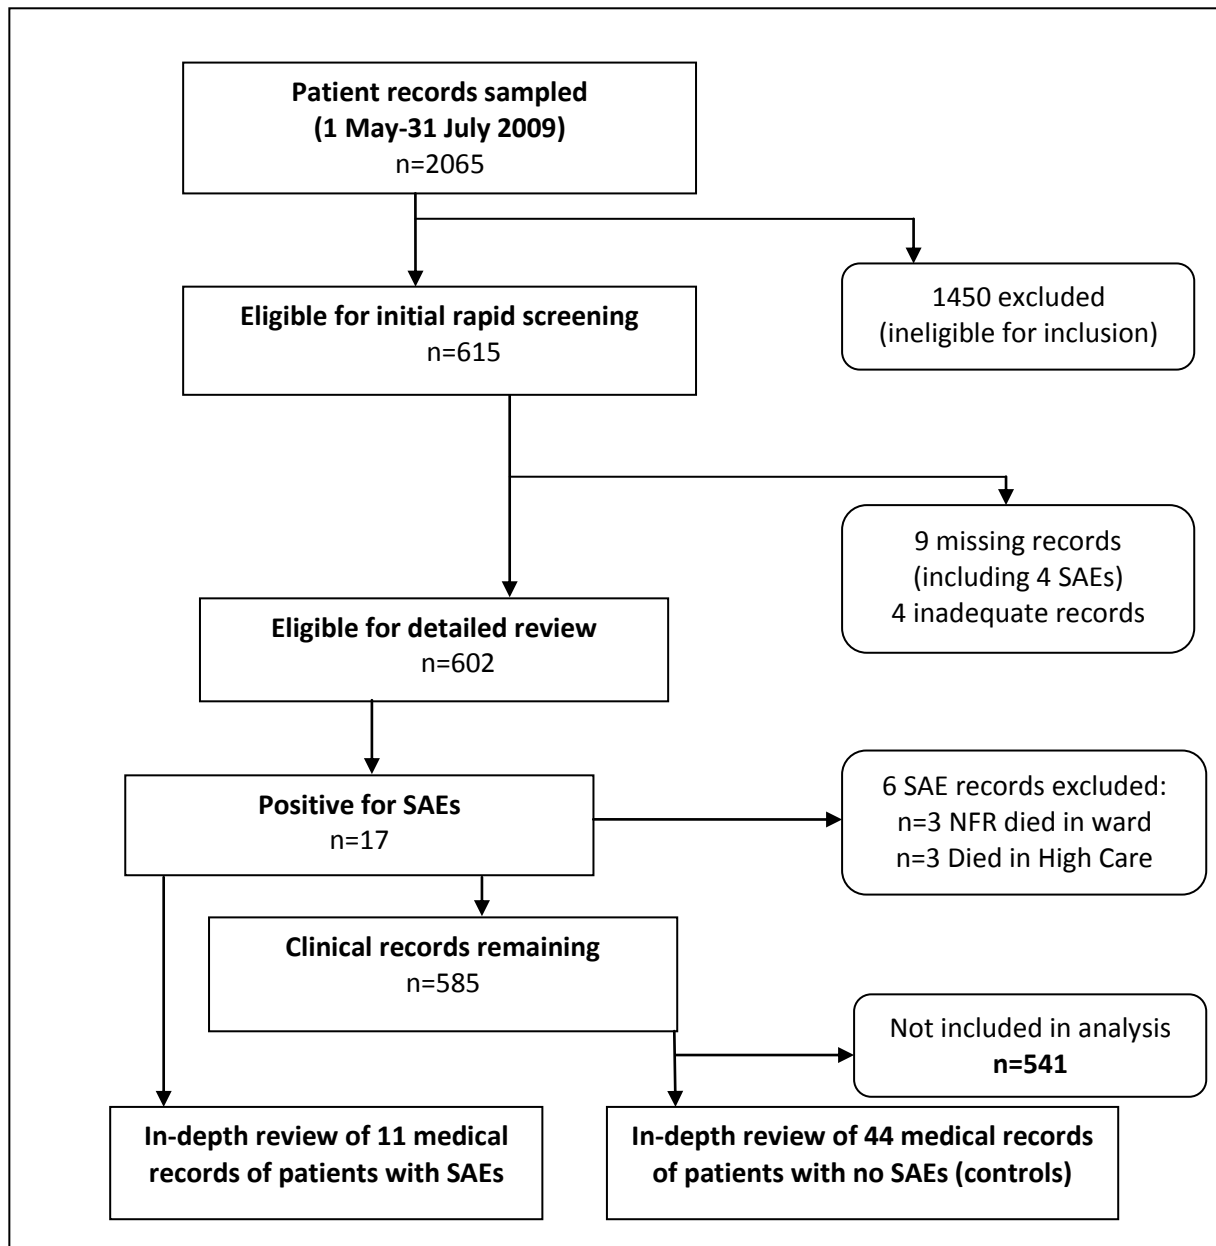 Patient records sampled
(1 May-31 July 2009)
n=2065
1450 excluded
(ineligible for inclusion)
Eligible for initial rapid screening
n=615
9 missing records
(including 4 SAEs)
4 inadequate records
Eligible for detailed review
n=602
Positive for SAEs
n=17
6 SAE records excluded:
n=3 NFR died in ward
n=3 Died in High Care
Clinical records remaining
n=585
Not included in analysis
n=541
In-depth review of 11 medical
records of patients with SAEs
In-depth review of 44 medical records
of patients with no SAEs (controls)